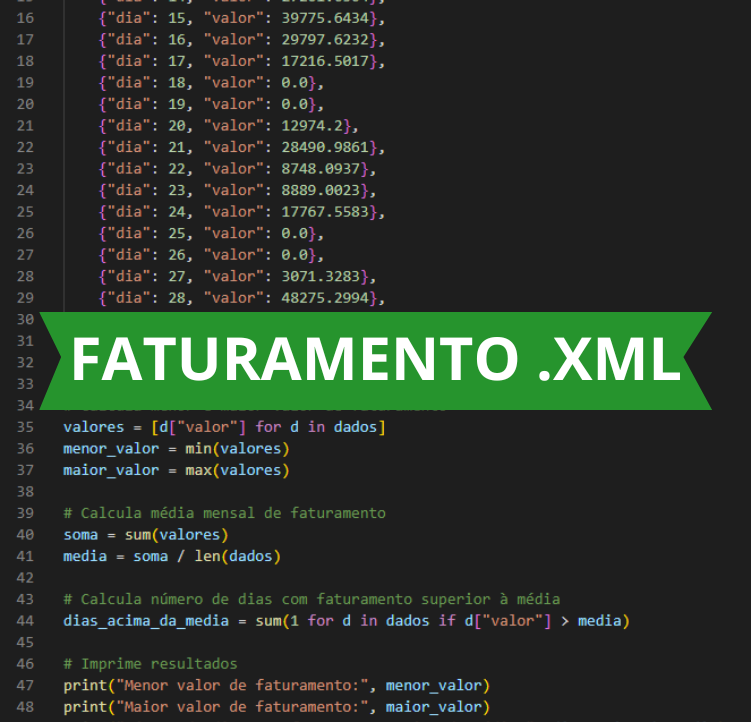 16 {"dia": 15, "valor": 39775.6434},
17 {"dia": 16, "valor": 29797.6232},
18 {"dia": 17, "valor": 17216.5017},
19 {"dia": 18, "valor": 0.0},
20 {"dia": 19, "valor": 0.0},
21 {"dia": 20, "valor": 12974.2},
22 {"dia": 21, "valor": 28490.9861},
23 {"dia": 22, "valor": 8748.0937},
24 {"dia": 23, "valor": 8889.0023},
25 {"dia": 24, "valor": 17767.5583},
26 {"dia": 25, "valor": 0.0},
27 {"dia": 26, "valor": 0.0},
28 {"dia": 27, "valor": 3071.3283},
29 {"dia": 28, "valor": 48275.2994},
30
31
FATURAMENTO .XML
32
33
34
35 valores = [d["valor"] for d in dados]
36 menor_valor = min(valores)
37 maior_valor = max(valores)
38
39 # Calcula média mensal de faturamento
40 soma = sum(valores)
41 media = soma / len(dados)
42
43 # Calcula número de dias com faturamento superior à média
44 dias_acima_da_media = sum(1 for d in dados if d["valor"] > media)
45
46 # Imprime resultados
47 print("Menor valor de faturamento:", menor_valor)
48 print("Maior valor de faturamento:", maior_valor)